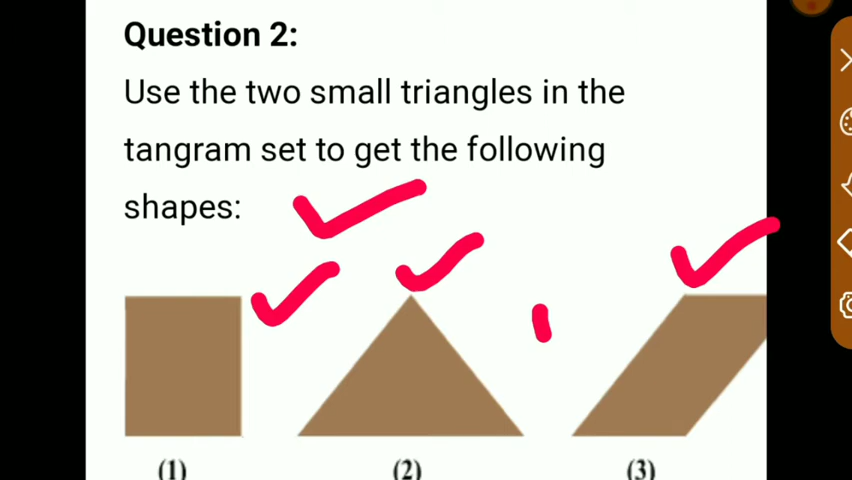 Question 2:
Use the two small triangles in the
tangram set to get the following
shapes:
(1) (2) (3)